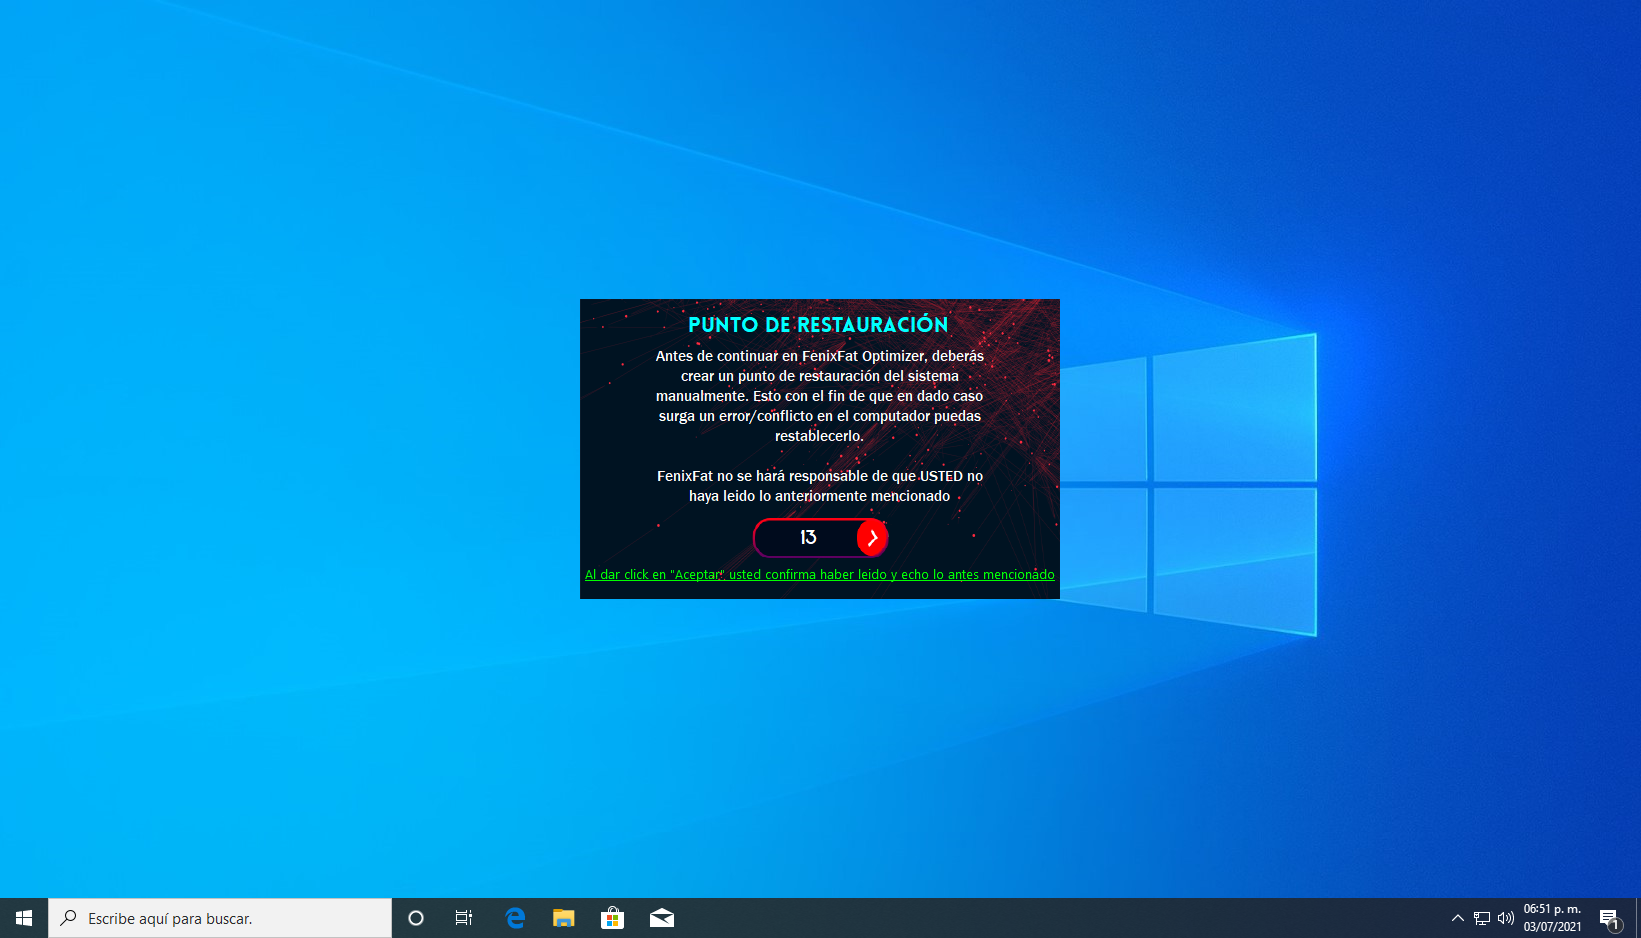 PUNTO DE RESTAURACIÓN
Antes de continuar en FenixFat Optimizer, deberás
crear un punto de restauración del sistema
manualmente. Esto con el fin de que en dado caso
surga un error/conflicto en el computador puedas
restablecerlo.
FenixFat no se hará responsable de que USTED no
haya leido lo anteriormente mencionado
13
Al dar click en "Aceptar" usted confirma haber leido y echo lo antes mencionado
Escribe aquí para buscar.
06:51 p. m.
03/07/2021
1